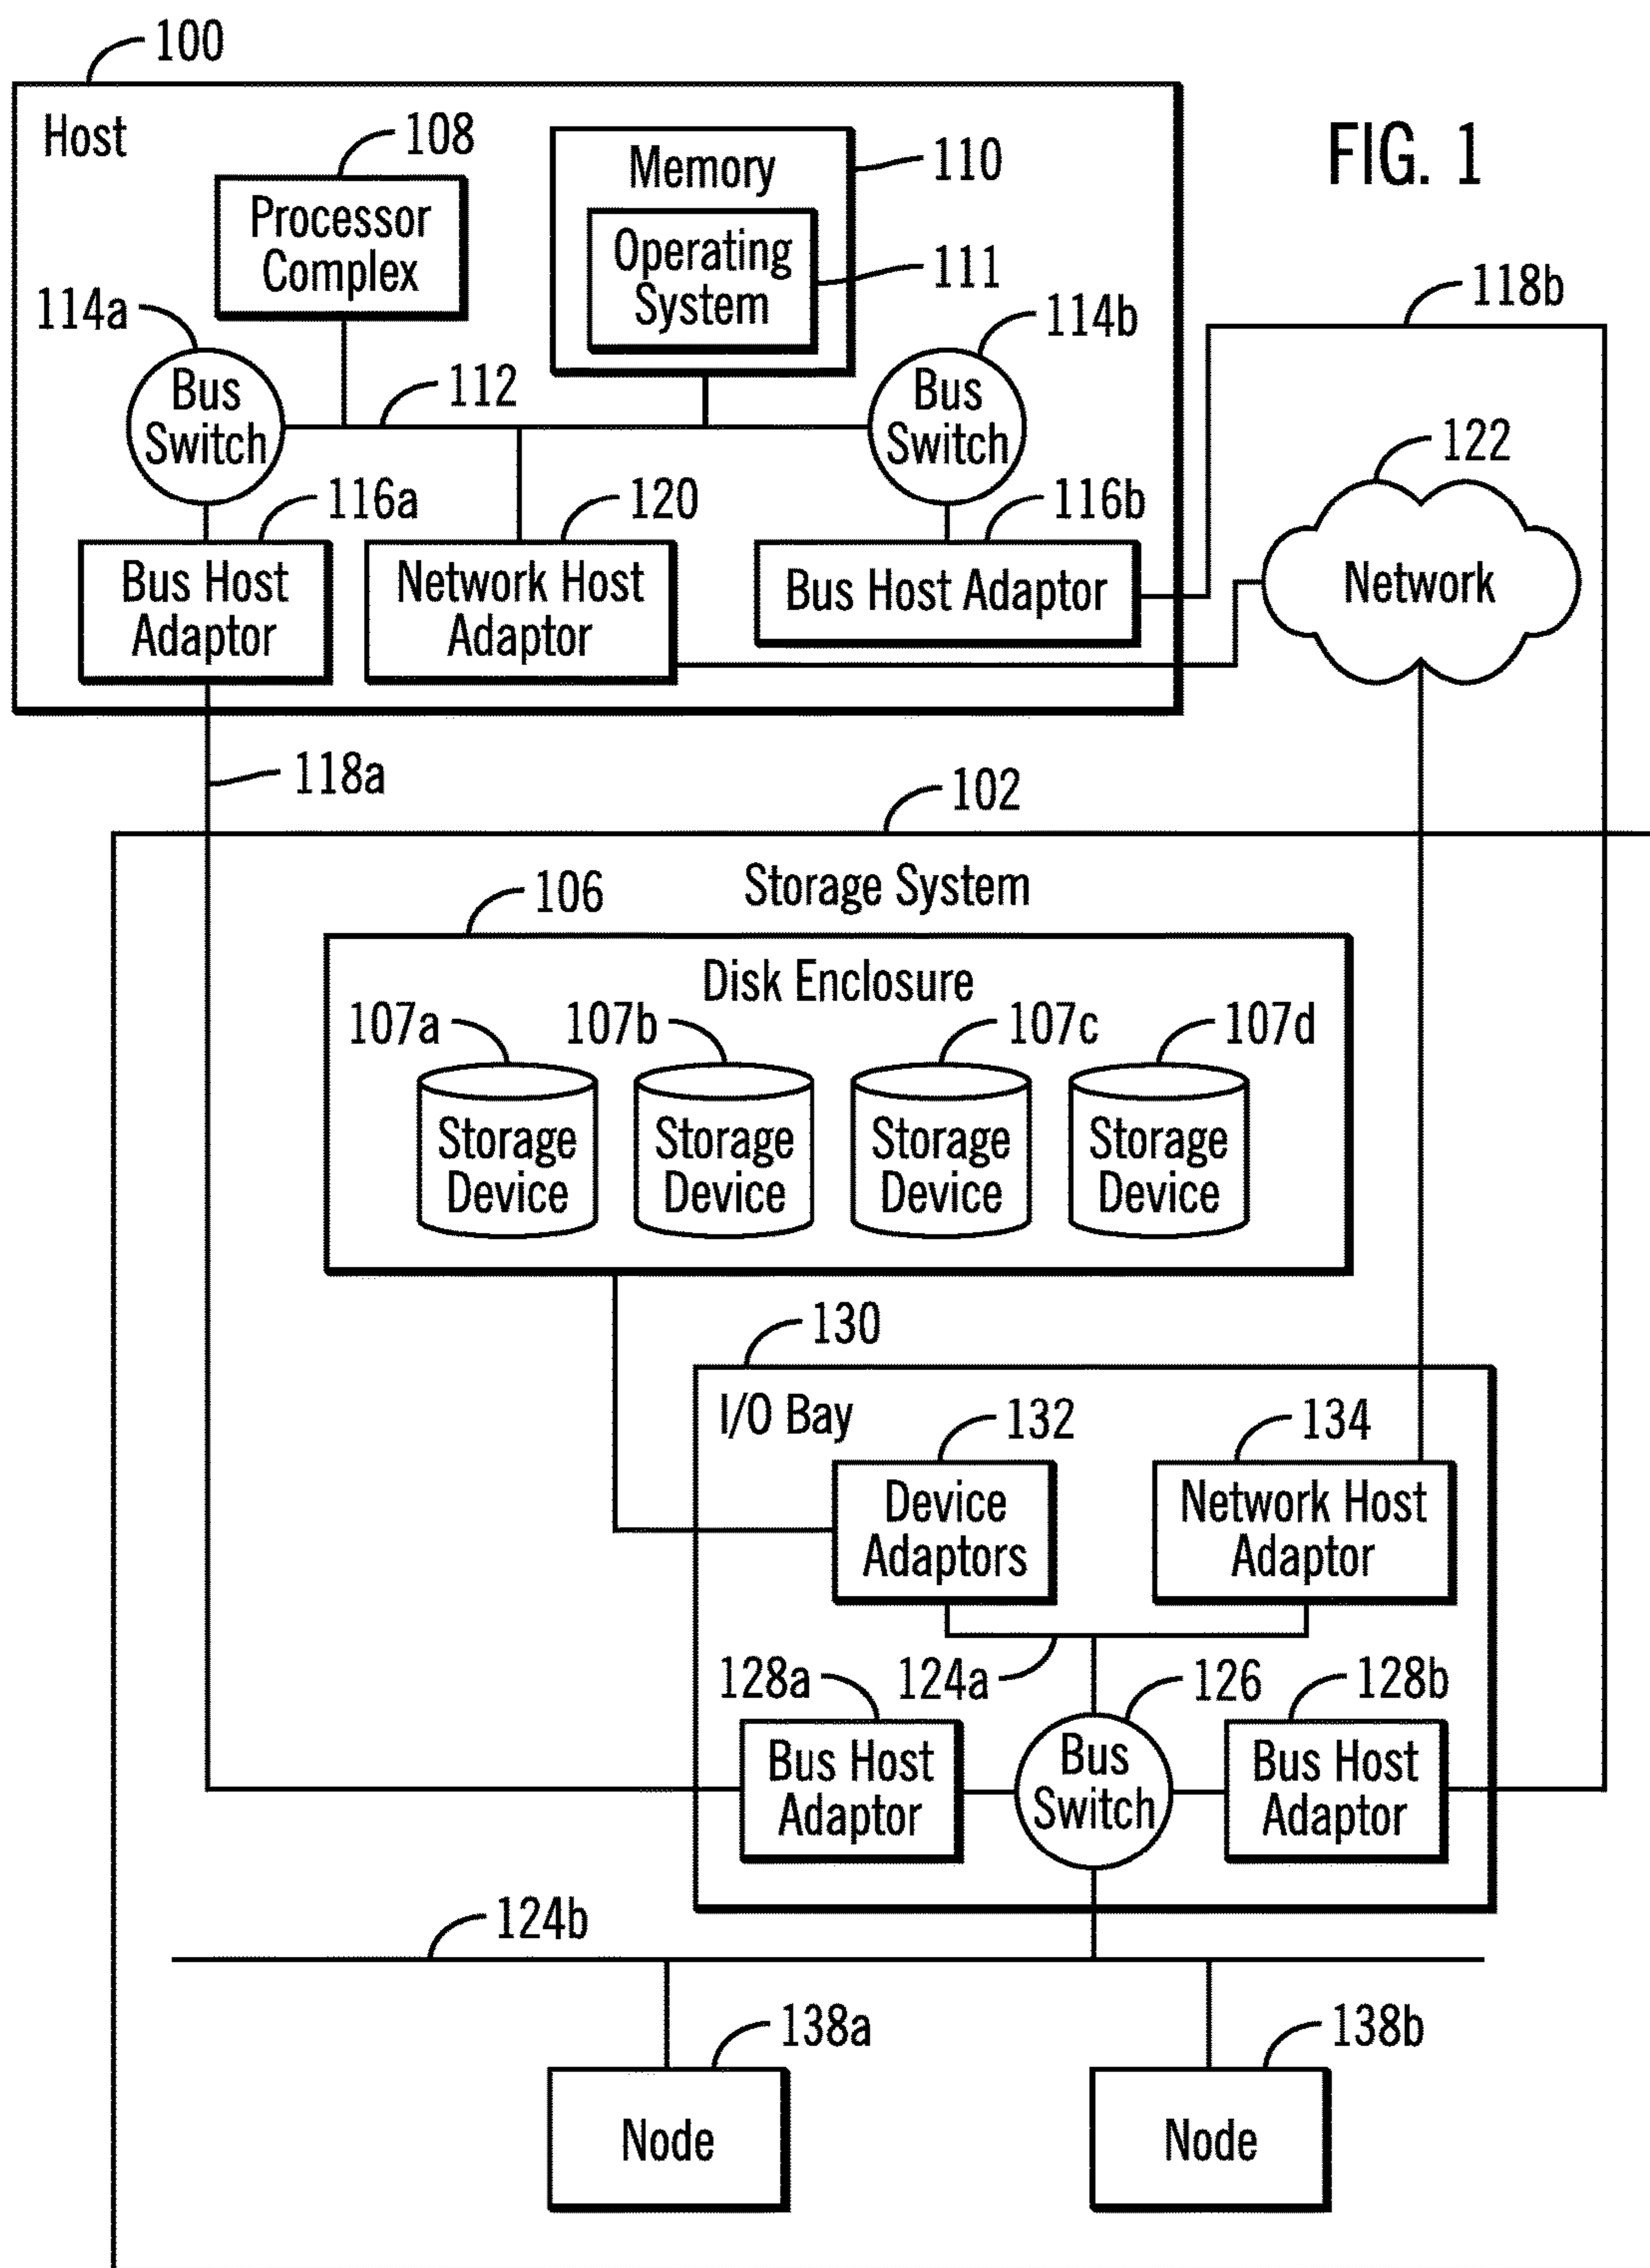 100
Host
108
Memory
110
FIG. 1
Processor
Complex
Operating
System
111
114a
114b
118b
Bus
Switch
112
Bus
Switch
122
116a
120
116b
Bus Host
Adaptor
Network Host
Adaptor
Bus Host Adaptor
Network
118a
102
Storage System
106
Disk Enclosure
107a
107b
107c
107d
Storage
Device
Storage
Device
Storage
Device
Storage
Device
130
I/O Bay
132
134
Device
Adaptors
Network Host
Adaptor
128a
124a
126
128b
Bus Host
Adaptor
Bus
Switch
Bus Host
Adaptor
124b
138a
138b
Node
Node